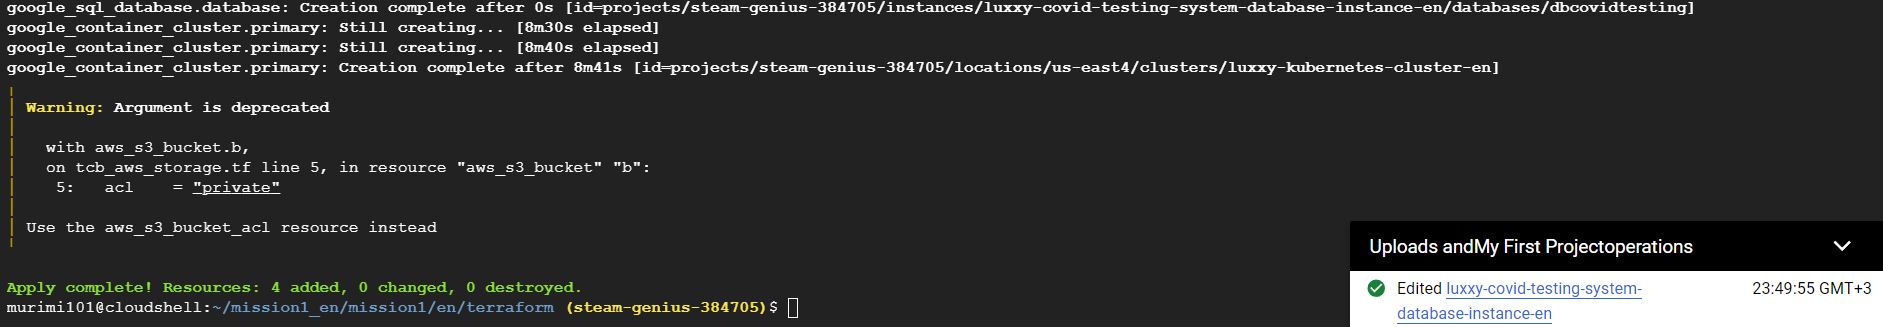 google_sql_database.database: Creation complete after 0s [id=projects/steam-genius-384705/instances/luxxy-covid-testing-system-database-instance-en/databases/dbcovidtesting]
google_container_cluster.primary: Still creating... [8m30s elapsed]
google_container_cluster.primary: Still creating... [8m40s elapsed]
google_container_cluster.primary: Creation complete after 8m41s [id=projects/steam-genius-384705/locations/us-east4/clusters/luxxy-kubernetes-cluster-en]
Warning: Argument is deprecated
with aws_s3_bucket.b,
on tcb_aws_storage.tf line 5, in resource "aws_s3_bucket" "b":
5: acl = "private"
Use the aws_s3_bucket_acl resource instead
Apply complete! Resources: 4 added, 0 changed, 0 destroyed.
murimi101@cloudshell:~/mission1_en/mission1/en/terraform (steam-genius-384705)$
Uploads andMy First Projectoperations
Edited luxxy-covid-testing-system- 23:49:55 GMT+3
database-instance-en